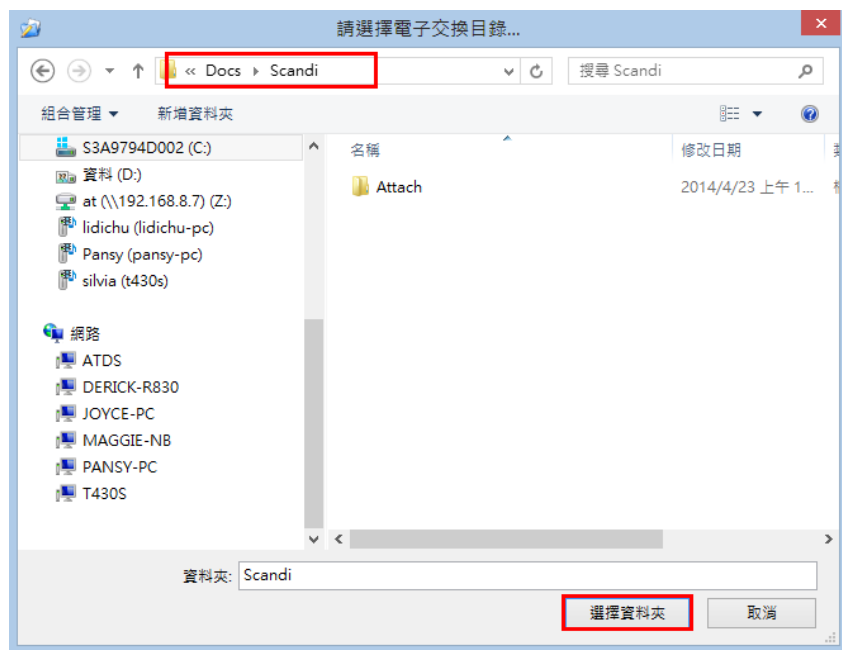 請選擇電子交換目錄...
« Docs Scandi
搜尋 Scandi
組合管理 新增資料夾
S3A9794D002 (C:)
資料 (D:)
at (\\192.168.8.7) (Z:)
lidichu (lidichu-pc)
Pansy (pansy-pc)
silvia (t430s)
網路
ATDS
DERICK-R830
JOYCE-PC
MAGGIE-NB
PANSY-PC
T430S
名稱 修改日期
Attach 2014/4/23 上午 1...
資料夾: Scandi
選擇資料夾 取消